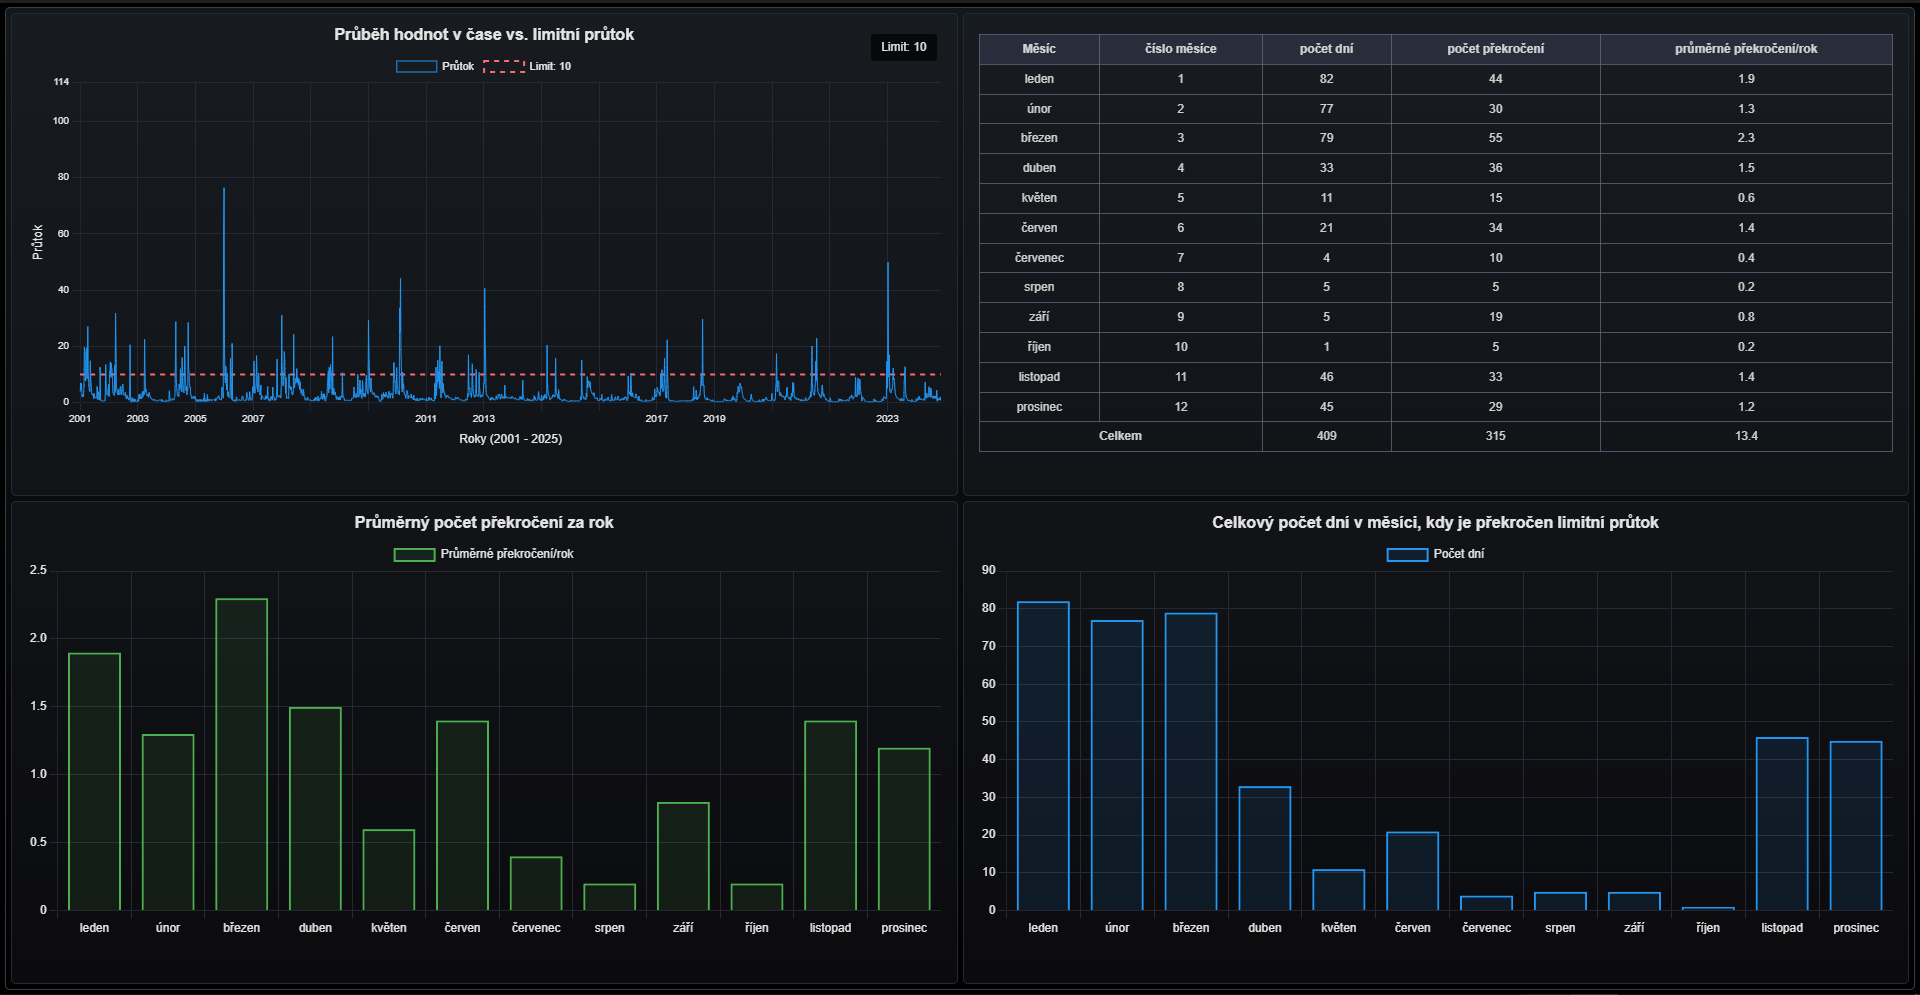 Průběh hodnot v čase vs. limitní průtok
Limit: 10
Průtok
Limit: 10
114
100
80
60
40
20
0
Průtok
2001 2003 2005 2007 2011 2013 2017 2019 2023
Roky (2001 - 2025)
Měsíc číslo měsíce počet dní počet překročení průměrné překročení/rok
leden 1 82 44 1.9
únor 2 77 30 1.3
březen 3 79 55 2.3
duben 4 33 36 1.5
květen 5 11 15 0.6
červen 6 21 34 1.4
červenec 7 4 10 0.4
srpen 8 5 5 0.2
září 9 5 19 0.8
říjen 10 1 5 0.2
listopad 11 46 33 1.4
prosinec 12 45 29 1.2
Celkem 409 315 13.4
Průměrný počet překročení za rok
Průměrné překročení/rok
2.5
2.0
1.5
1.0
0.5
0
leden únor březen duben květen červen červenec srpen září říjen listopad prosinec
Celkový počet dní v měsíci, kdy je překročen limitní průtok
Počet dní
90
80
70
60
50
40
30
20
10
0
leden únor březen duben květen červen červenec srpen září říjen listopad prosinec